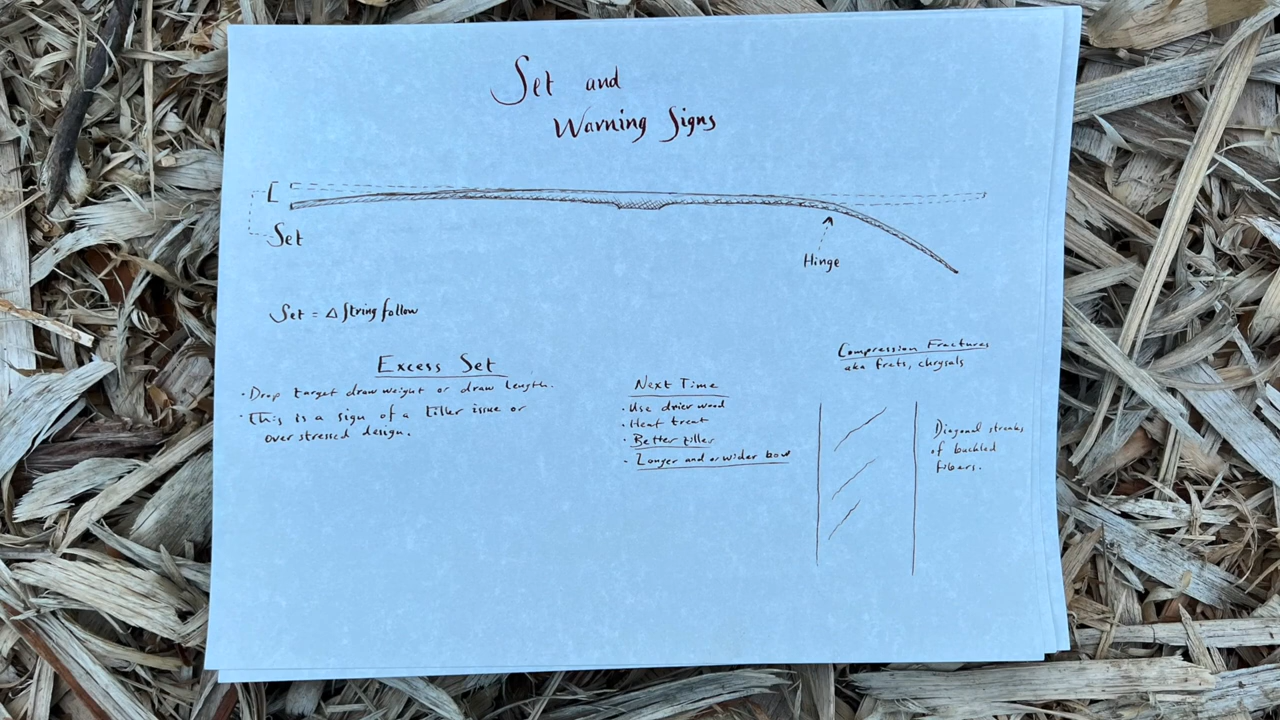 Set and
Warning Signs
Set
Hinge
Set = Δ String follow
Excess Set
· Drop target draw weight or draw length.
· This is a sign of a tiller issue or
over stressed design.
Next Time
· Use drier wood
· Heat treat
· Better tiller
- Longer and or wider bow
Compression Fractures
aka frets, chrysals
Diagonal streaks
of buckled
fibers.